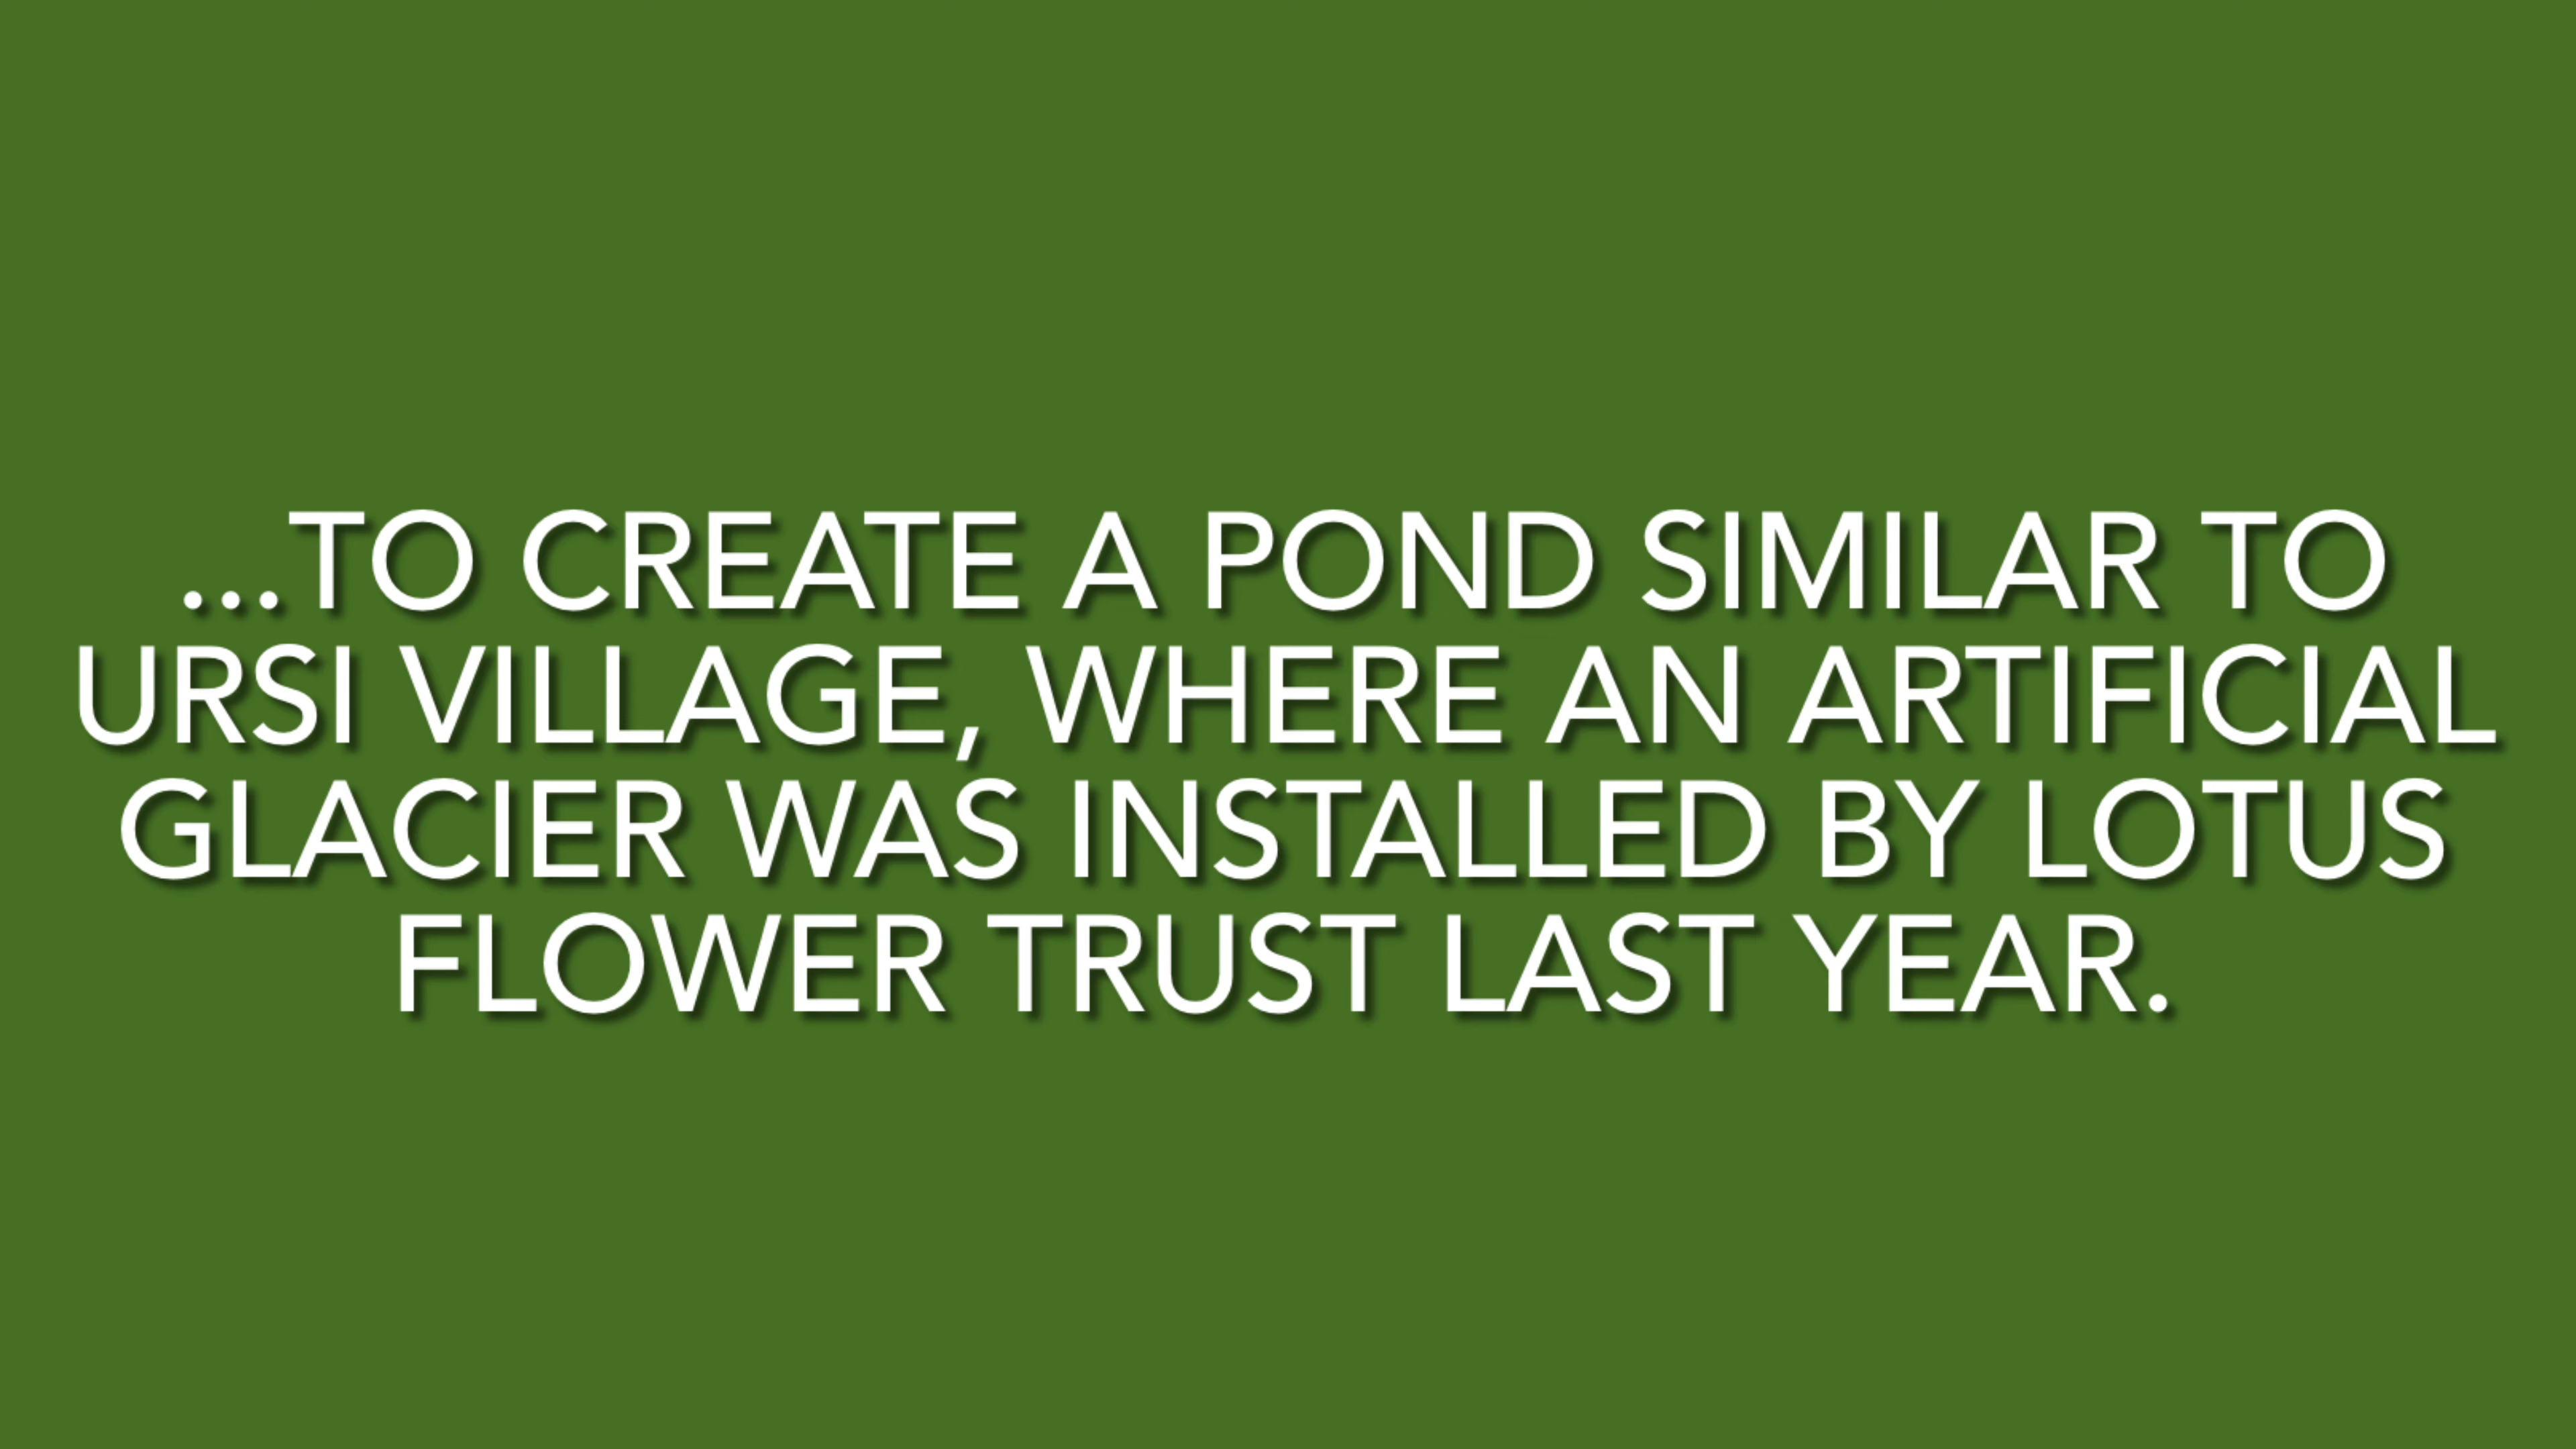 ...TO CREATE A POND SIMILAR TO
URSI VILLAGE, WHERE AN ARTIFICIAL
GLACIER WAS INSTALLED BY LOTUS
FLOWER TRUST LAST YEAR.